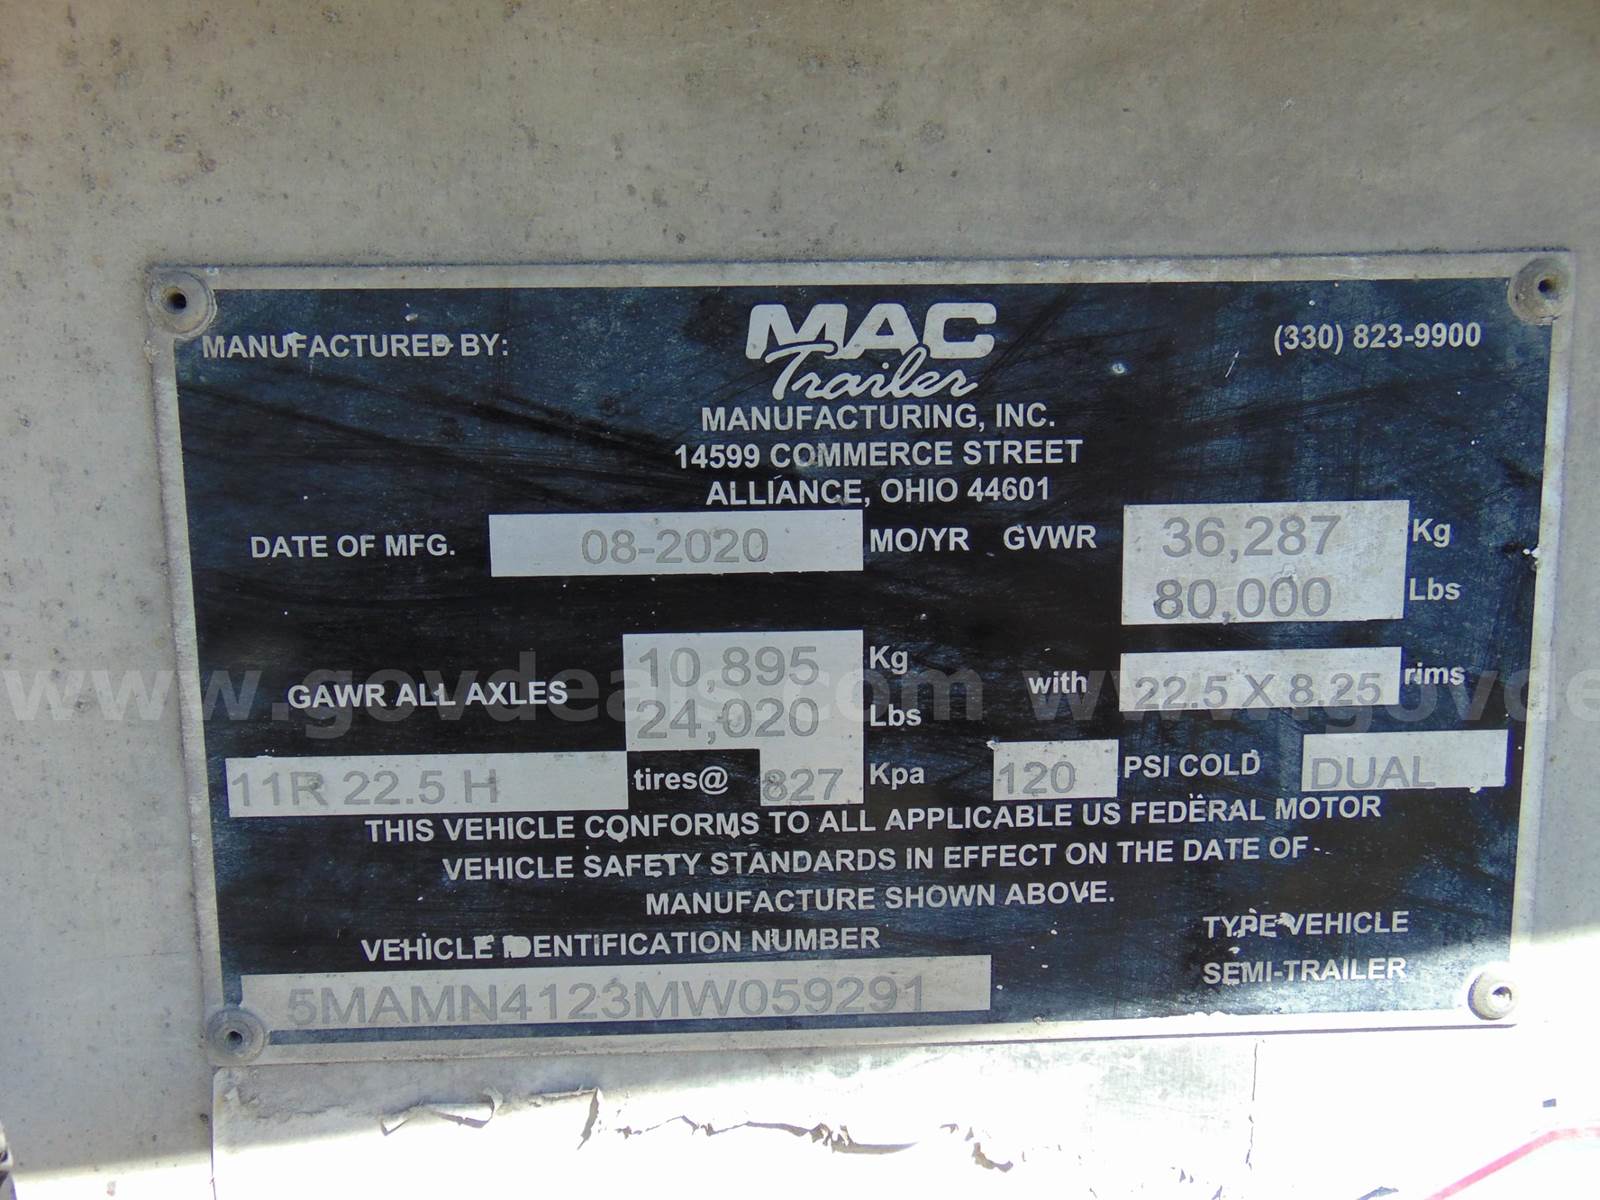 MANUFACTURED BY:
MAC
Trailer
(330) 823-9900
MANUFACTURING, INC.
14599 COMMERCE STREET
ALLIANCE, OHIO 44601
DATE OF MFG. 08-2020 MO/YR GVWR 36,287 Kg
80,000 Lbs
GAWR ALL AXLES 10,895 Kg
24,020 Lbs with 22.5 X 8.25 rims
11R 22.5 H tires@ 827 Kpa 120 PSI COLD DUAL
THIS VEHICLE CONFORMS TO ALL APPLICABLE US FEDERAL MOTOR
VEHICLE SAFETY STANDARDS IN EFFECT ON THE DATE OF
MANUFACTURE SHOWN ABOVE.
VEHICLE IDENTIFICATION NUMBER
5MAMN4123MW059291
TYPE VEHICLE
SEMI-TRAILER
www.govdeals.com www.govde